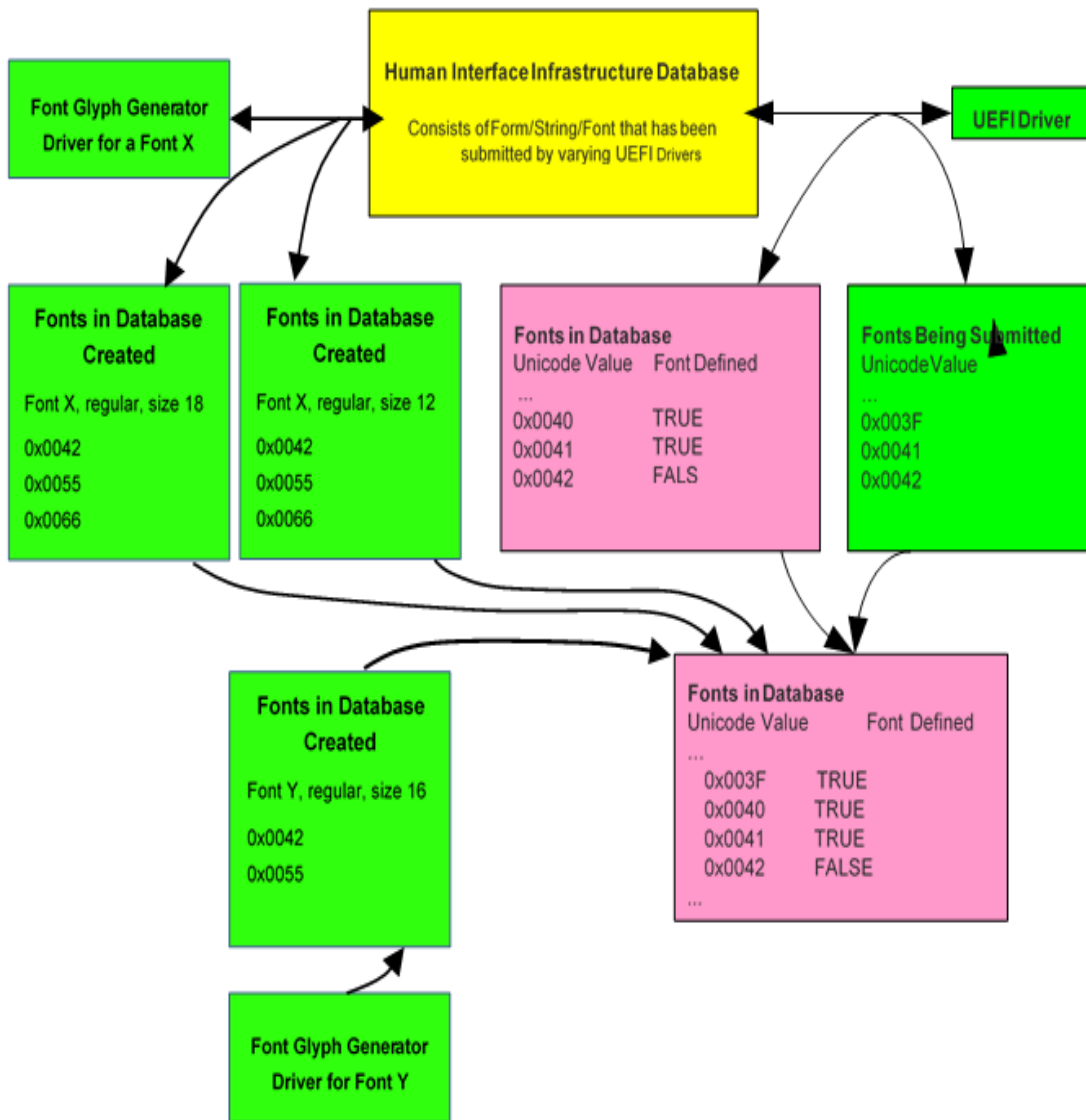 Font Glyph Generator
Driver for a Font X
Human Interface Infrastructure Database
Consists of Form/String/Font that has been
submitted by varying UEFI Drivers
UEFI Driver
Fonts in Database
Created
Font X, regular, size 18
0x0042
0x0055
0x0066
Fonts in Database
Created
Font X, regular, size 12
0x0042
0x0055
0x0066
Fonts in Database
Unicode Value Font Defined
...
0x0040 TRUE
0x0041 TRUE
0x0042 FALS
Fonts Being Submitted
Unicode Value
...
0x003F
0x0041
0x0042
Fonts in Database
Created
Font Y, regular, size 16
0x0042
0x0055
Fonts in Database
Unicode Value Font Defined
...
0x003F TRUE
0x0040 TRUE
0x0041 TRUE
0x0042 FALSE
...
Font Glyph Generator
Driver for Font Y